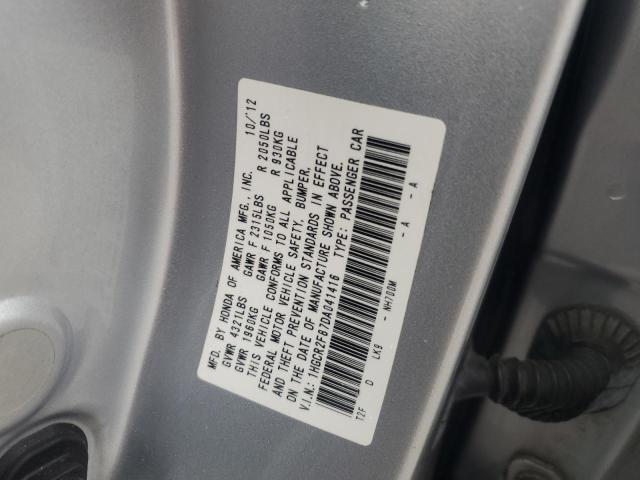 MFD. BY HONDA OF AMERICA MFG., INC. 10/12
GVWR 4321LBS GAWR F 2315LBS R 2050LBS
GVWR 1960KG GAWR F 1050KG R 930KG
THIS VEHICLE CONFORMS TO ALL APPLICABLE
FEDERAL MOTOR VEHICLE SAFETY, BUMPER,
AND THEFT PREVENTION STANDARDS IN EFFECT
ON THE DATE OF MANUFACTURE SHOWN ABOVE.
V.I.N.: 1HGCR2F87DA041416 TYPE: PASSENGER CAR
T2F D LK9 - NH700M - A - A